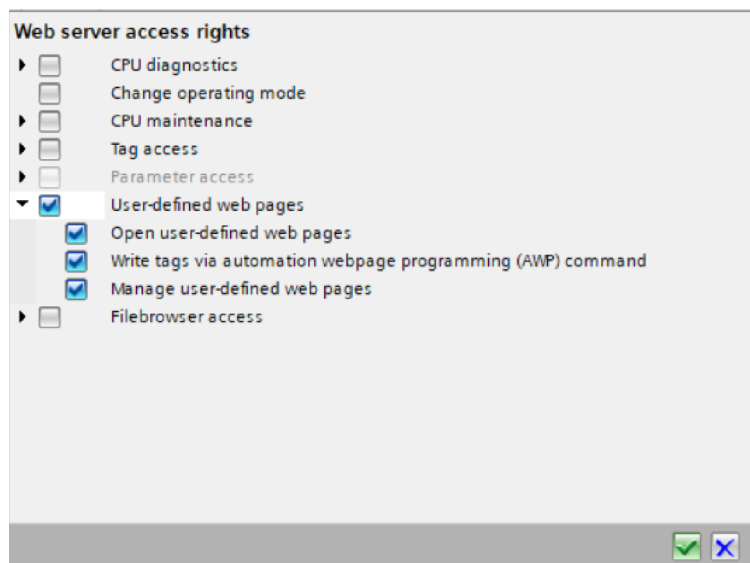 Web server access rights
CPU diagnostics
Change operating mode
CPU maintenance
Tag access
Parameter access
User-defined web pages
Open user-defined web pages
Write tags via automation webpage programming (AWP) command
Manage user-defined web pages
Filebrowser access